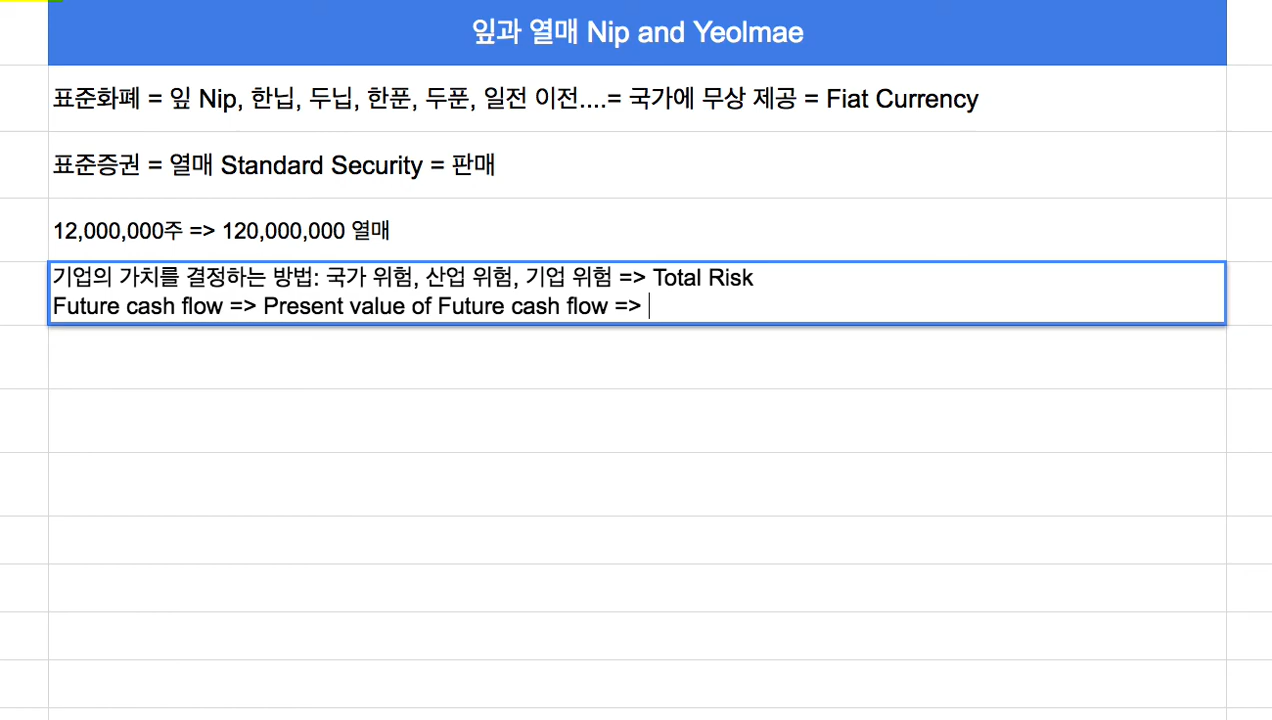 잎과 열매 Nip and Yeolmae
표준화폐 = 잎 Nip, 한닙, 두닙, 한푼, 두푼, 일전 이전....= 국가에 무상 제공 = Fiat Currency
표준증권 = 열매 Standard Security = 판매
12,000,000주 => 120,000,000 열매
기업의 가치를 결정하는 방법: 국가 위험, 산업 위험, 기업 위험 => Total Risk
Future cash flow => Present value of Future cash flow =>